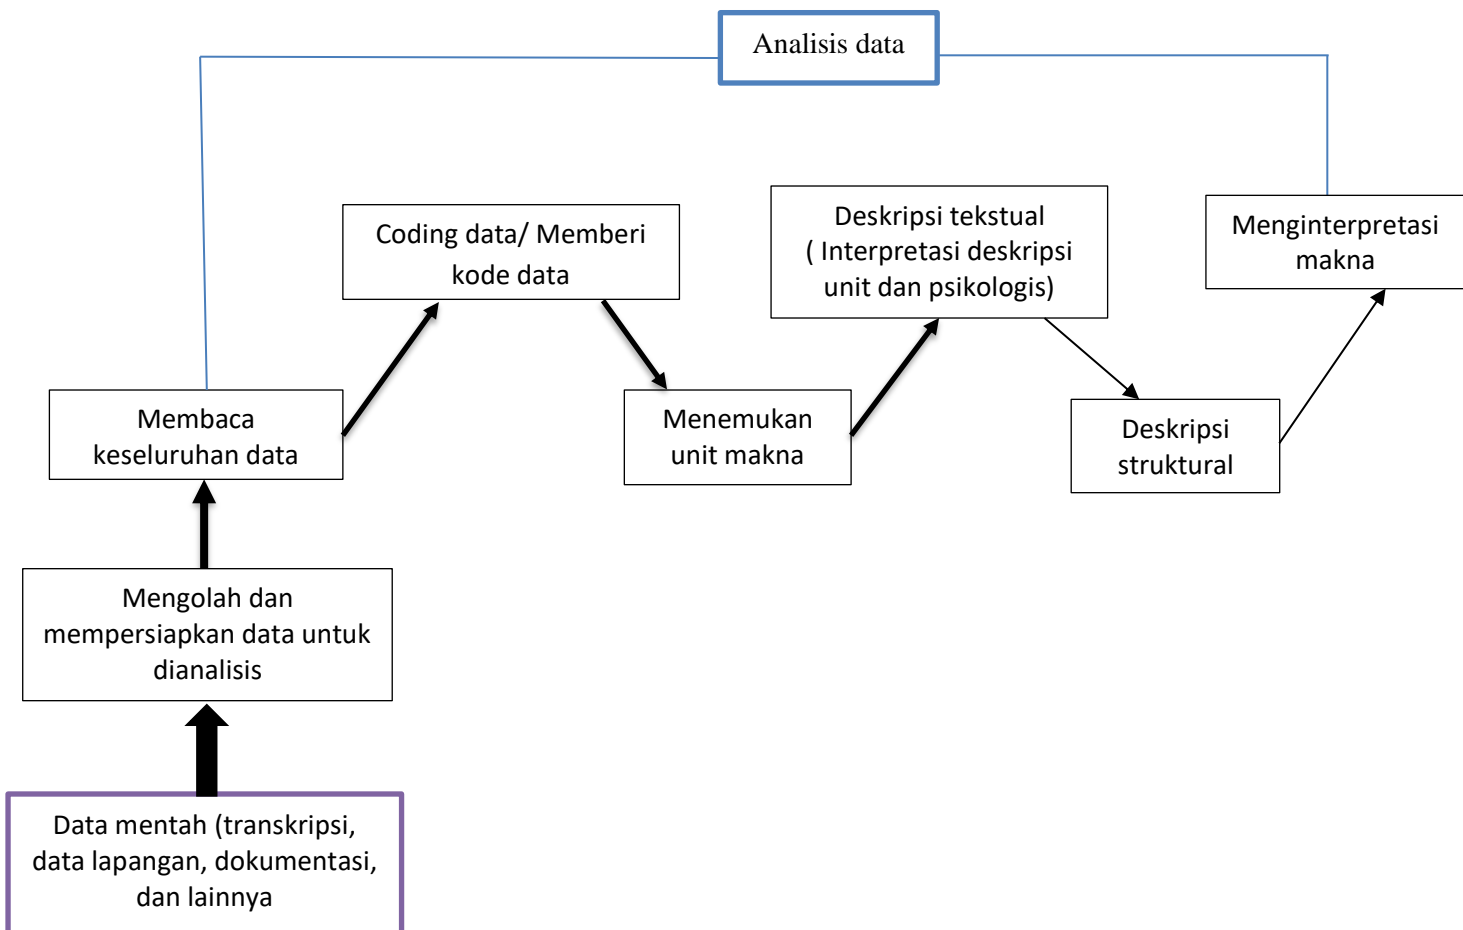 Analisis data
Coding data/ Memberi
kode data
Deskripsi tekstual
( Interpretasi deskripsi
unit dan psikologis)
Menginterpretasi
makna
Membaca
keseluruhan data
Menemukan
unit makna
Deskripsi
struktural
Mengolah dan
mempersiapkan data untuk
dianalisis
Data mentah (transkripsi,
data lapangan, dokumentasi,
dan lainnya